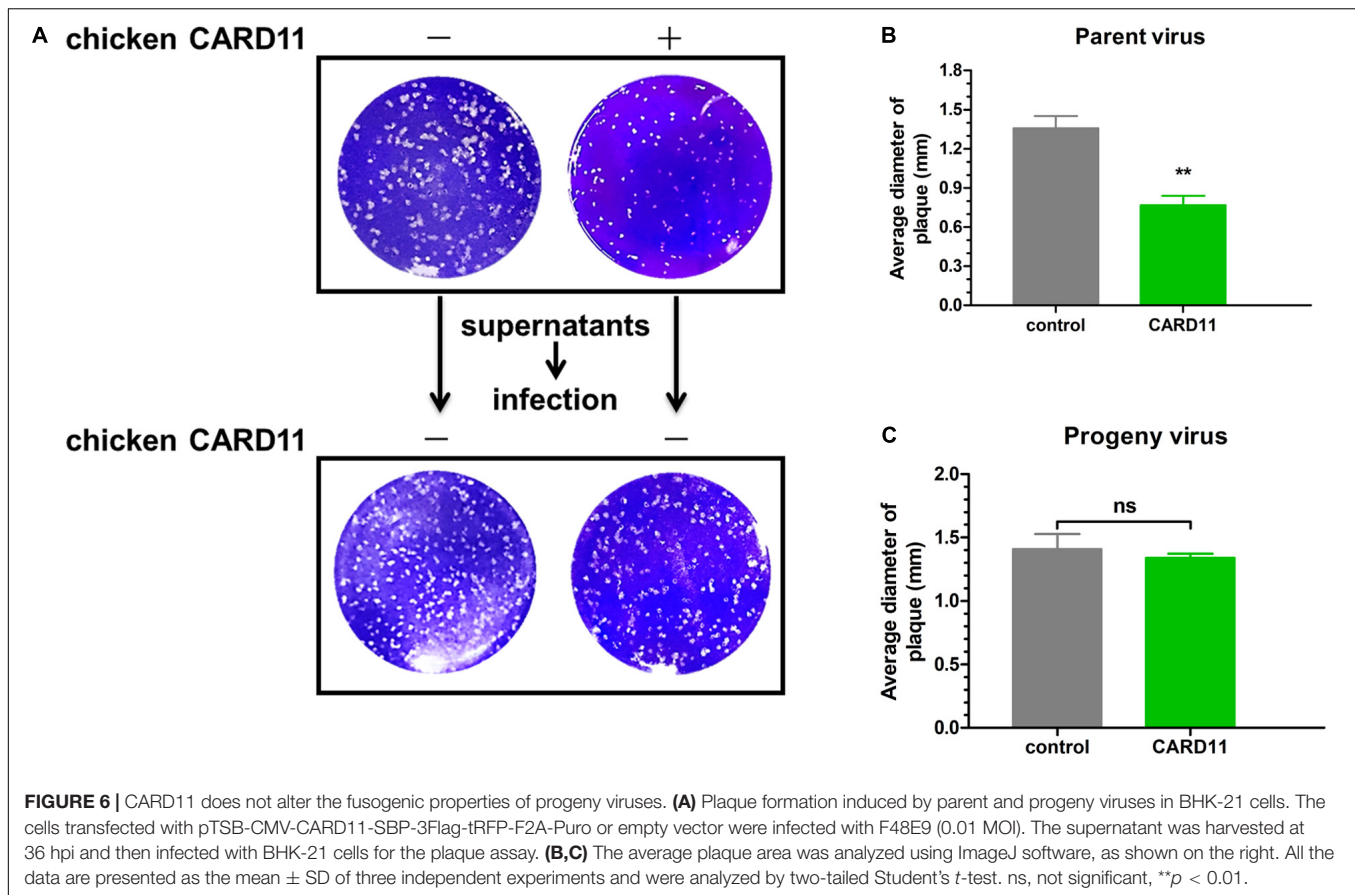 A chicken CARD11 − +
supernatants
infection
chicken CARD11 − −
B
Parent virus
Average diameter of
plaque (mm)
1.8
1.5
1.2
0.9
0.6
0.3
0.0
**
control CARD11
C
Progeny virus
Average diameter of
plaque (mm)
2.0
1.5
1.0
0.5
0.0
ns
control CARD11
FIGURE 6 | CARD11 does not alter the fusogenic properties of progeny viruses. (A) Plaque formation induced by parent and progeny viruses in BHK-21 cells. The
cells transfected with pTSB-CMV-CARD11-SBP-3Flag-tRFP-F2A-Puro or empty vector were infected with F48E9 (0.01 MOI). The supernatant was harvested at
36 hpi and then infected with BHK-21 cells for the plaque assay. (B,C) The average plaque area was analyzed using ImageJ software, as shown on the right. All the
data are presented as the mean ± SD of three independent experiments and were analyzed by two-tailed Student's t-test. ns, not significant, **p < 0.01.